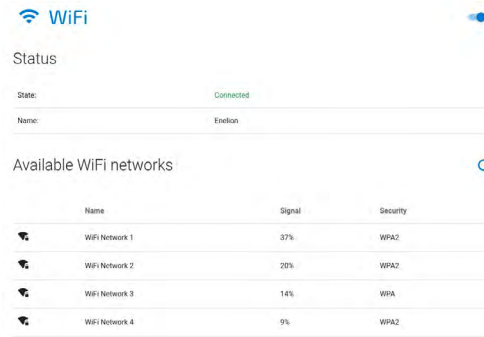 WiFi
Status
State: Connected
Name: Enelion
Available WiFi networks
Name Signal Security
WiFi Network 1 37% WPA2
WiFi Network 2 20% WPA2
WiFi Network 3 14% WPA
WiFi Network 4 9% WPA2